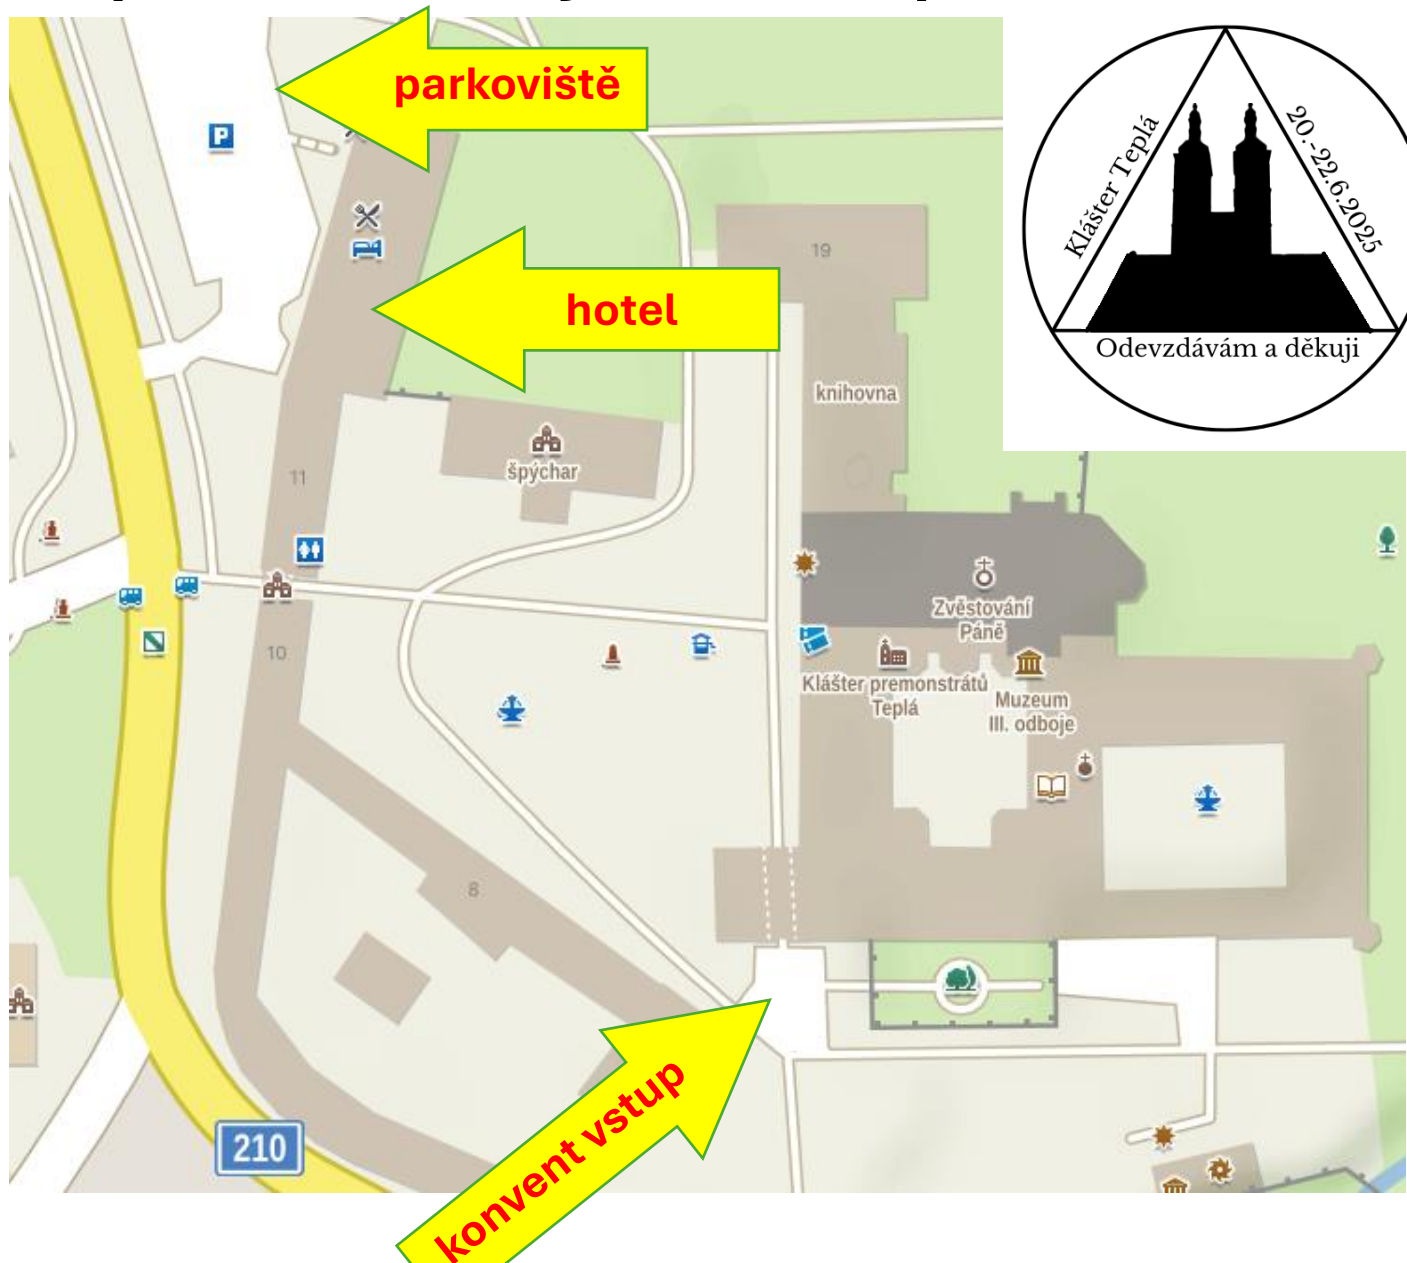 parkoviště
Klášter Teplá
20.-22.6.2025
Odevzdávám a děkuji
P
hotel
19
knihovna
špýchar
11
Zvěstování
Páně
10
Klášter premonstrátů
Teplá
Muzeum
III. odboje
8
konvent vstup
210